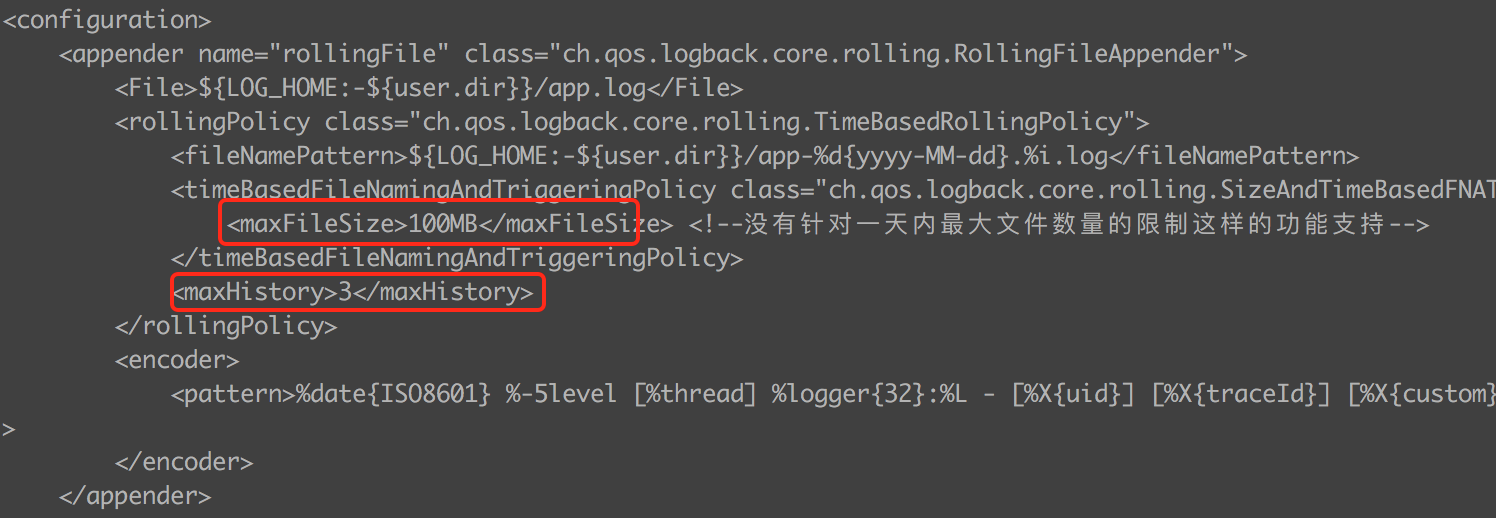 <configuration>
<appender name="rollingFile" class="ch.qos.logback.core.rolling.RollingFileAppender">
<File>${LOG_HOME:-${user.dir}}/app.log</File>
<rollingPolicy class="ch.qos.logback.core.rolling.TimeBasedRollingPolicy">
<fileNamePattern>${LOG_HOME:-${user.dir}}/app-%d{yyyy-MM-dd}.%i.log</fileNamePattern>
<timeBasedFileNamingAndTriggeringPolicy class="ch.qos.logback.core.rolling.SizeAndTimeBasedFNAT
<maxFileSize>100MB</maxFileSize> <!--没有针对一天内最大文件数量的限制这样的功能支持-->
</timeBasedFileNamingAndTriggeringPolicy>
<maxHistory>3</maxHistory>
</rollingPolicy>
<encoder>
<pattern>%date{ISO8601} %-5level [%thread] %logger{32}:%L - [%X{uid}] [%X{traceId}] [%X{custom}
>
</encoder>
</appender>